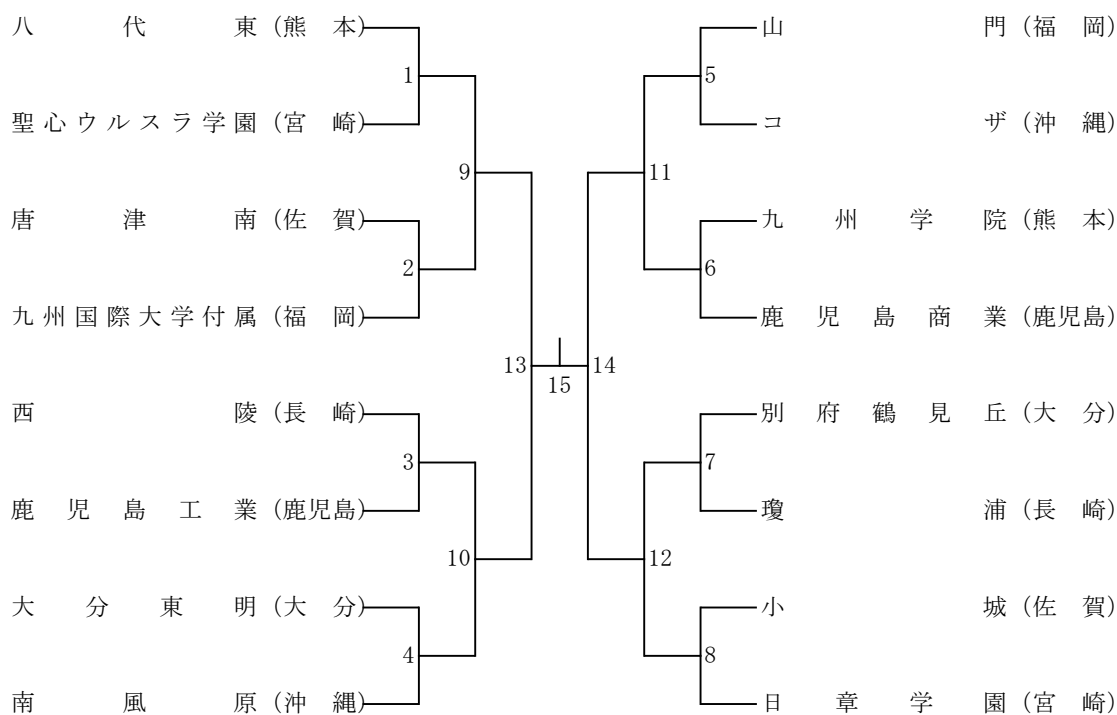 八代東(熊本)
1
聖心ウルスラ学園(宮崎)
9
唐津南(佐賀)
2
九州国際大学付属(福岡)
13
西陵(長崎)
3
鹿児島工業(鹿児島)
10
大分東明(大分)
4
南風原(沖縄)
15
山門(福岡)
5
コザ(沖縄)
11
九州学院(熊本)
6
鹿児島商業(鹿児島)
14
別府鶴見丘(大分)
7
瓊浦(長崎)
12
小城(佐賀)
8
日章学園(宮崎)